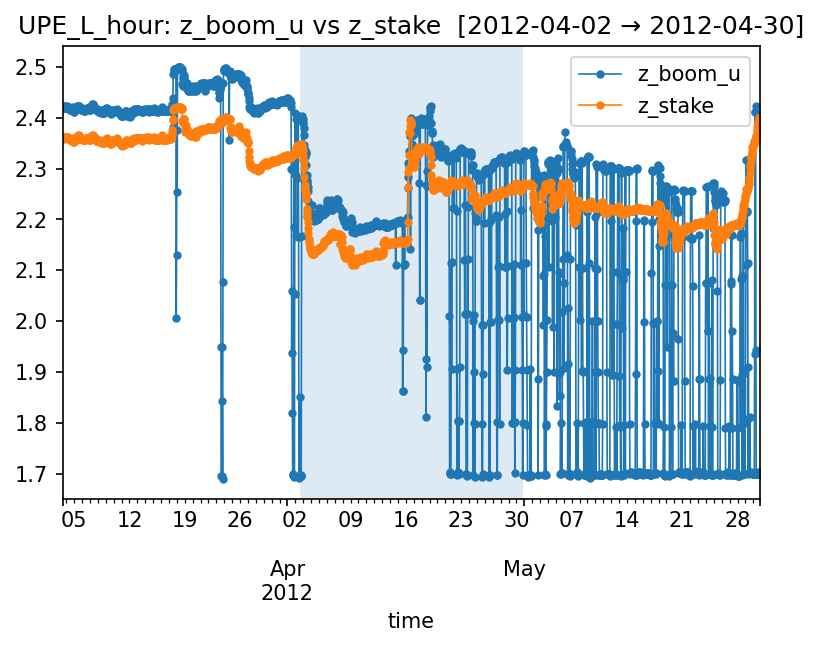 UPE_L_hour: z_boom_u vs z_stake [2012-04-02 → 2012-04-30]
z_boom_u
z_stake
2.5
2.4
2.3
2.2
2.1
2.0
1.9
1.8
1.7
05 12 19 26 02 09 16 23 30 07 14 21 28
Apr May
2012
time